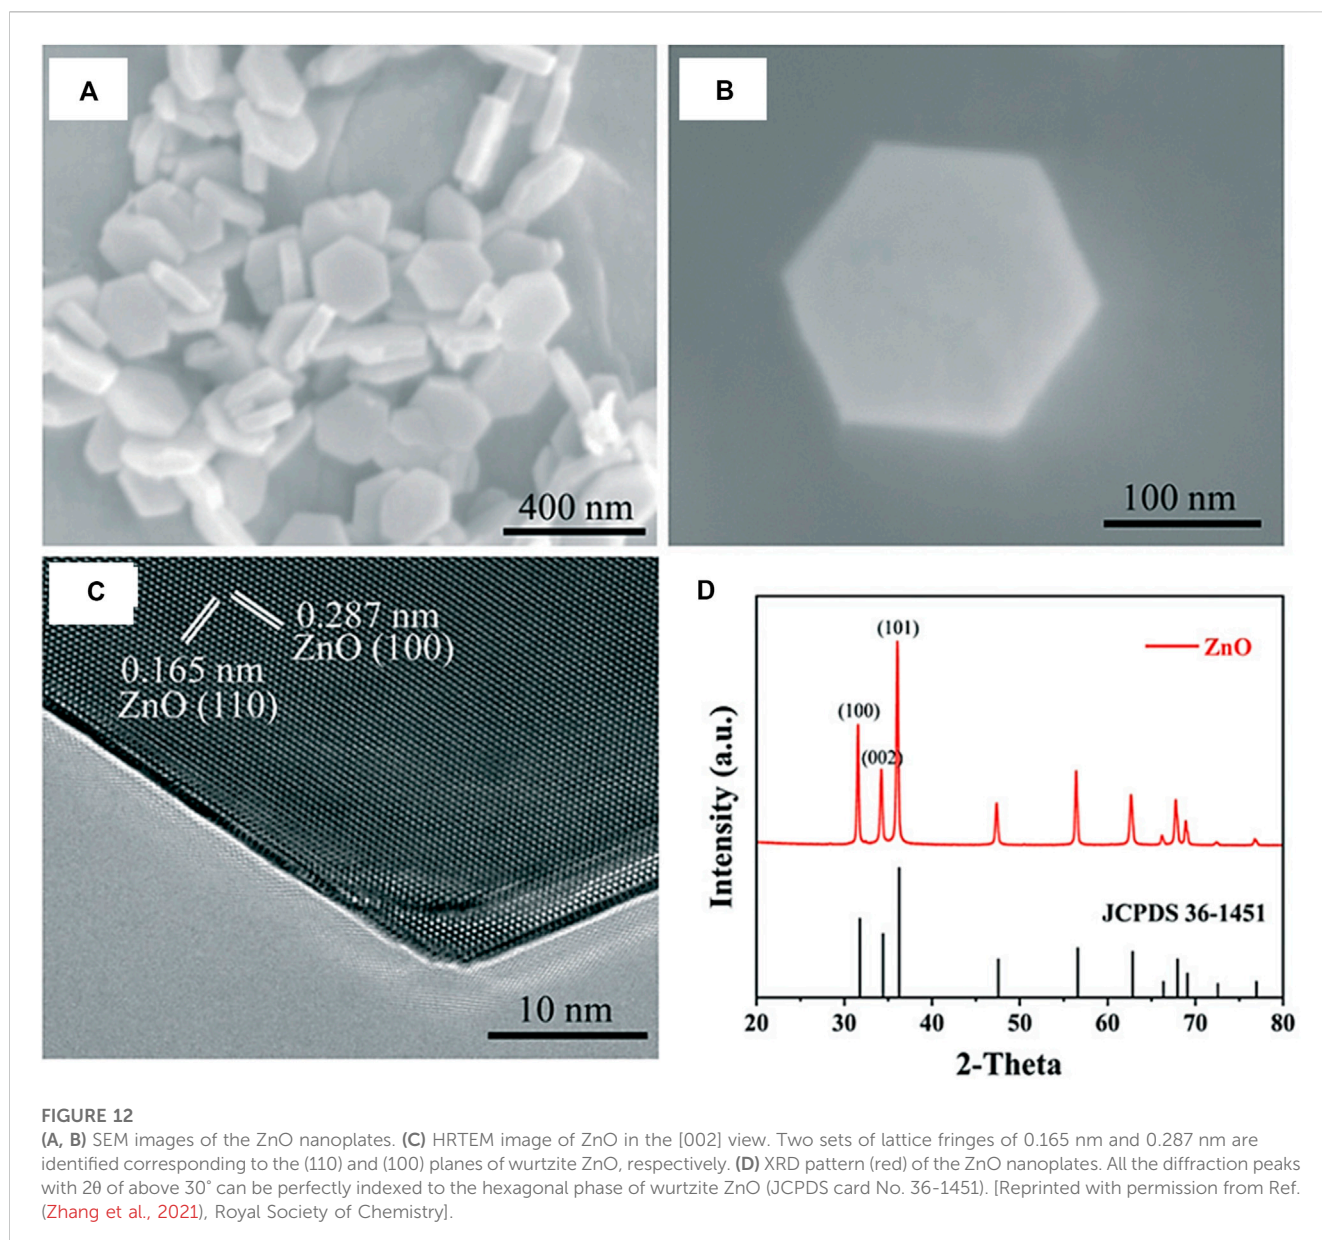 A
B
400 nm
100 nm
C
0.287 nm
ZnO (100)
0.165 nm
ZnO (110)
10 nm
D
(101)
ZnO
(100)
(002)
JCPDS 36-1451
Intensity (a.u.)
20 30 40 50 60 70 80
2-Theta
FIGURE 12
(A, B) SEM images of the ZnO nanoplates. (C) HRTEM image of ZnO in the [002] view. Two sets of lattice fringes of 0.165 nm and 0.287 nm are
identified corresponding to the (110) and (100) planes of wurtzite ZnO, respectively. (D) XRD pattern (red) of the ZnO nanoplates. All the diffraction peaks
with 2θ of above 30° can be perfectly indexed to the hexagonal phase of wurtzite ZnO (JCPDS card No. 36-1451). [Reprinted with permission from Ref.
(Zhang et al., 2021), Royal Society of Chemistry].